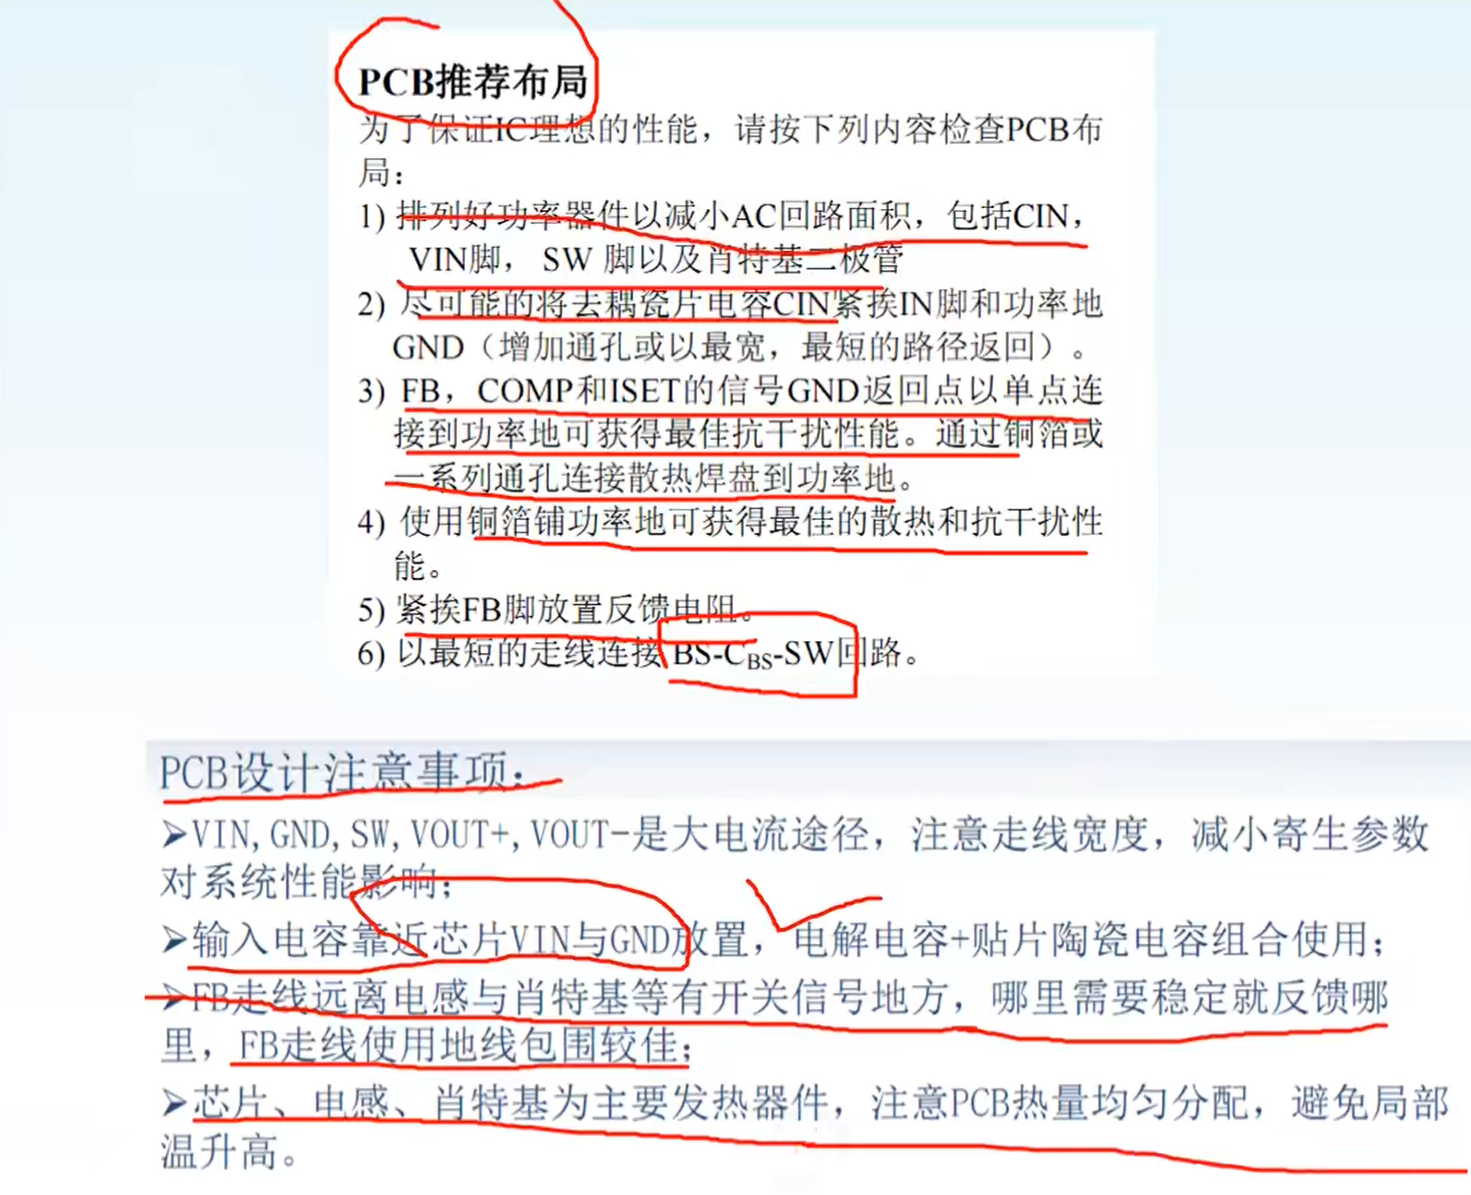 PCB推荐布局
为了保证IC理想的性能，请按下列内容检查PCB布
局：
1) 排列好功率器件以减小AC回路面积，包括CIN，
VIN脚， SW 脚以及肖特基二极管
2) 尽可能的将去耦瓷片电容CIN紧挨IN脚和功率地
GND（增加通孔或以最宽，最短的路径返回）。
3) FB，COMP和ISET的信号GND返回点以单点连
接到功率地可获得最佳抗干扰性能。通过铜箔或
一系列通孔连接散热焊盘到功率地。
4) 使用铜箔铺功率地可获得最佳的散热和抗干扰性
能。
5) 紧挨FB脚放置反馈电阻。
6) 以最短的走线连接 BS-CBS-SW回路。
PCB设计注意事项：
➢VIN,GND,SW,VOUT+,VOUT-是大电流途径，注意走线宽度，减小寄生参数
对系统性能影响；
➢输入电容靠近芯片VIN与GND放置，电解电容+贴片陶瓷电容组合使用；
➢FB走线远离电感与肖特基等有开关信号地方，哪里需要稳定就反馈哪
里，FB走线使用地线包围较佳；
➢芯片、电感、肖特基为主要发热器件，注意PCB热量均匀分配，避免局部
温升高。